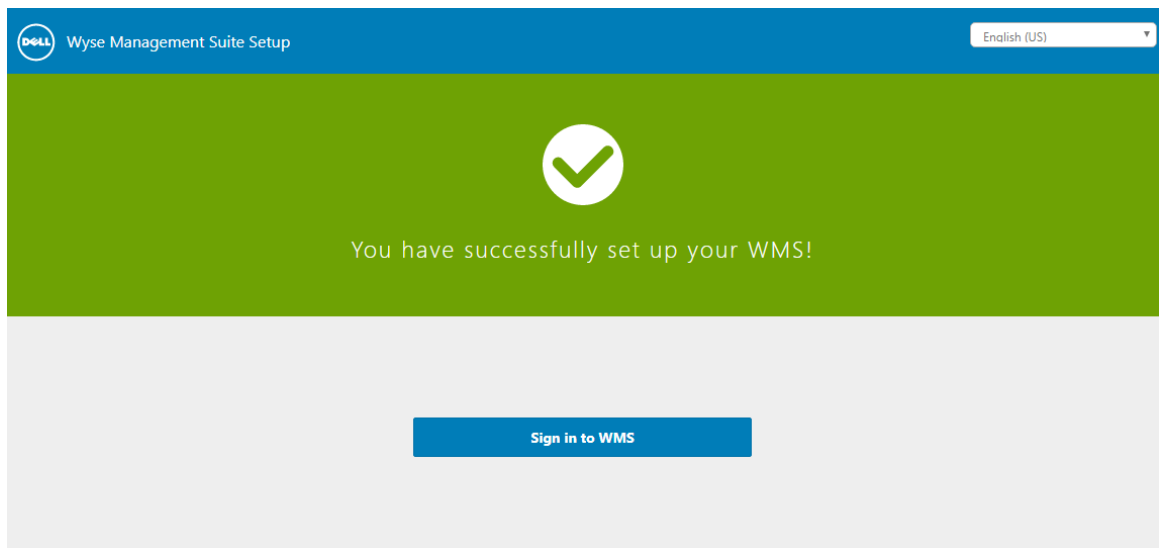 DELL Wyse Management Suite Setup English (US)
You have successfully set up your WMS!
Sign in to WMS